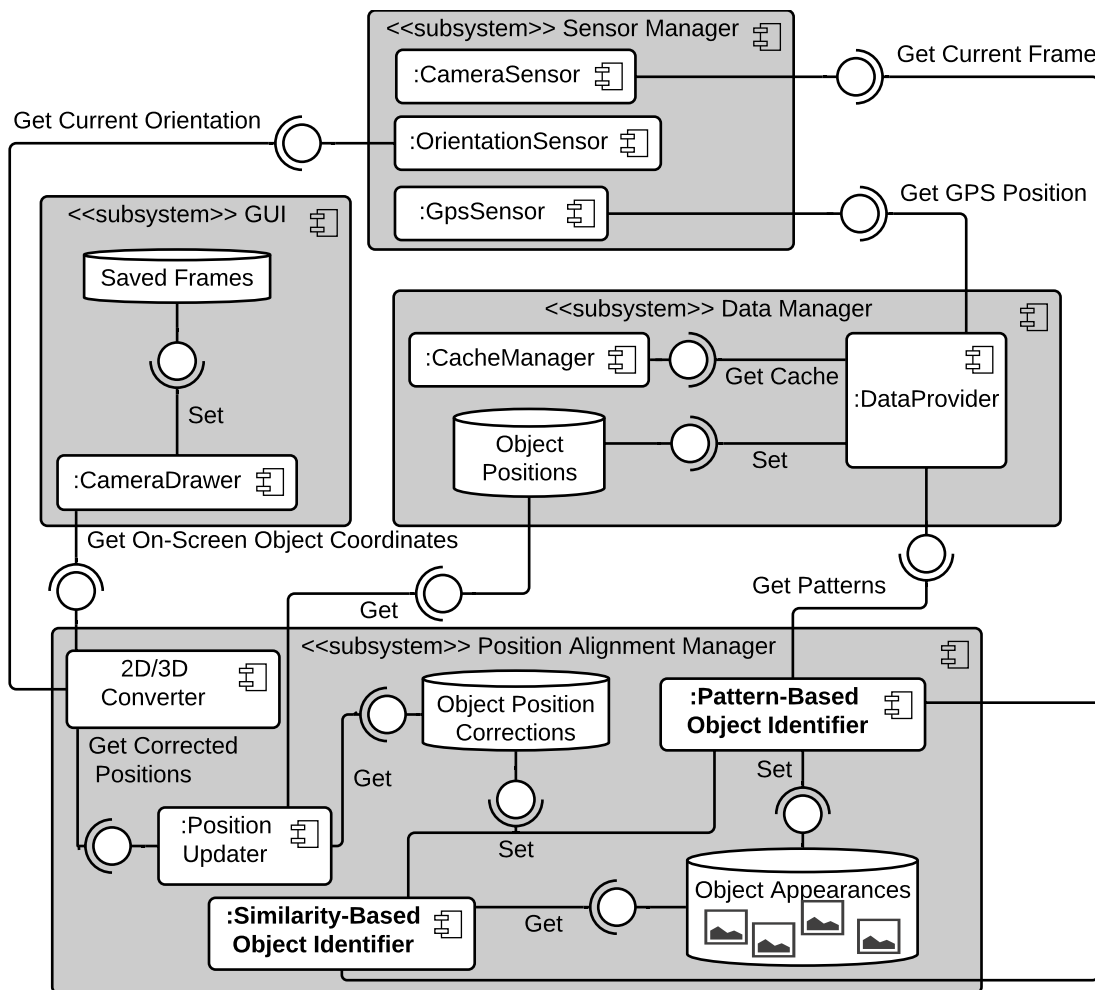 <<subsystem>> Sensor Manager
:CameraSensor
Get Current Frame
Get Current Orientation
:OrientationSensor
:GpsSensor
Get GPS Position
<<subsystem>> GUI
Saved Frames
Set
:CameraDrawer
<<subsystem>> Data Manager
:CacheManager
Get Cache
:DataProvider
Object
Positions
Set
Get On-Screen Object Coordinates
Get
Get Patterns
<<subsystem>> Position Alignment Manager
2D/3D
Converter
Object Position
Corrections
:Pattern-Based
Object Identifier
Get Corrected
Positions
Get
Set
:Position
Updater
Set
Object Appearances
:Similarity-Based
Object Identifier
Get